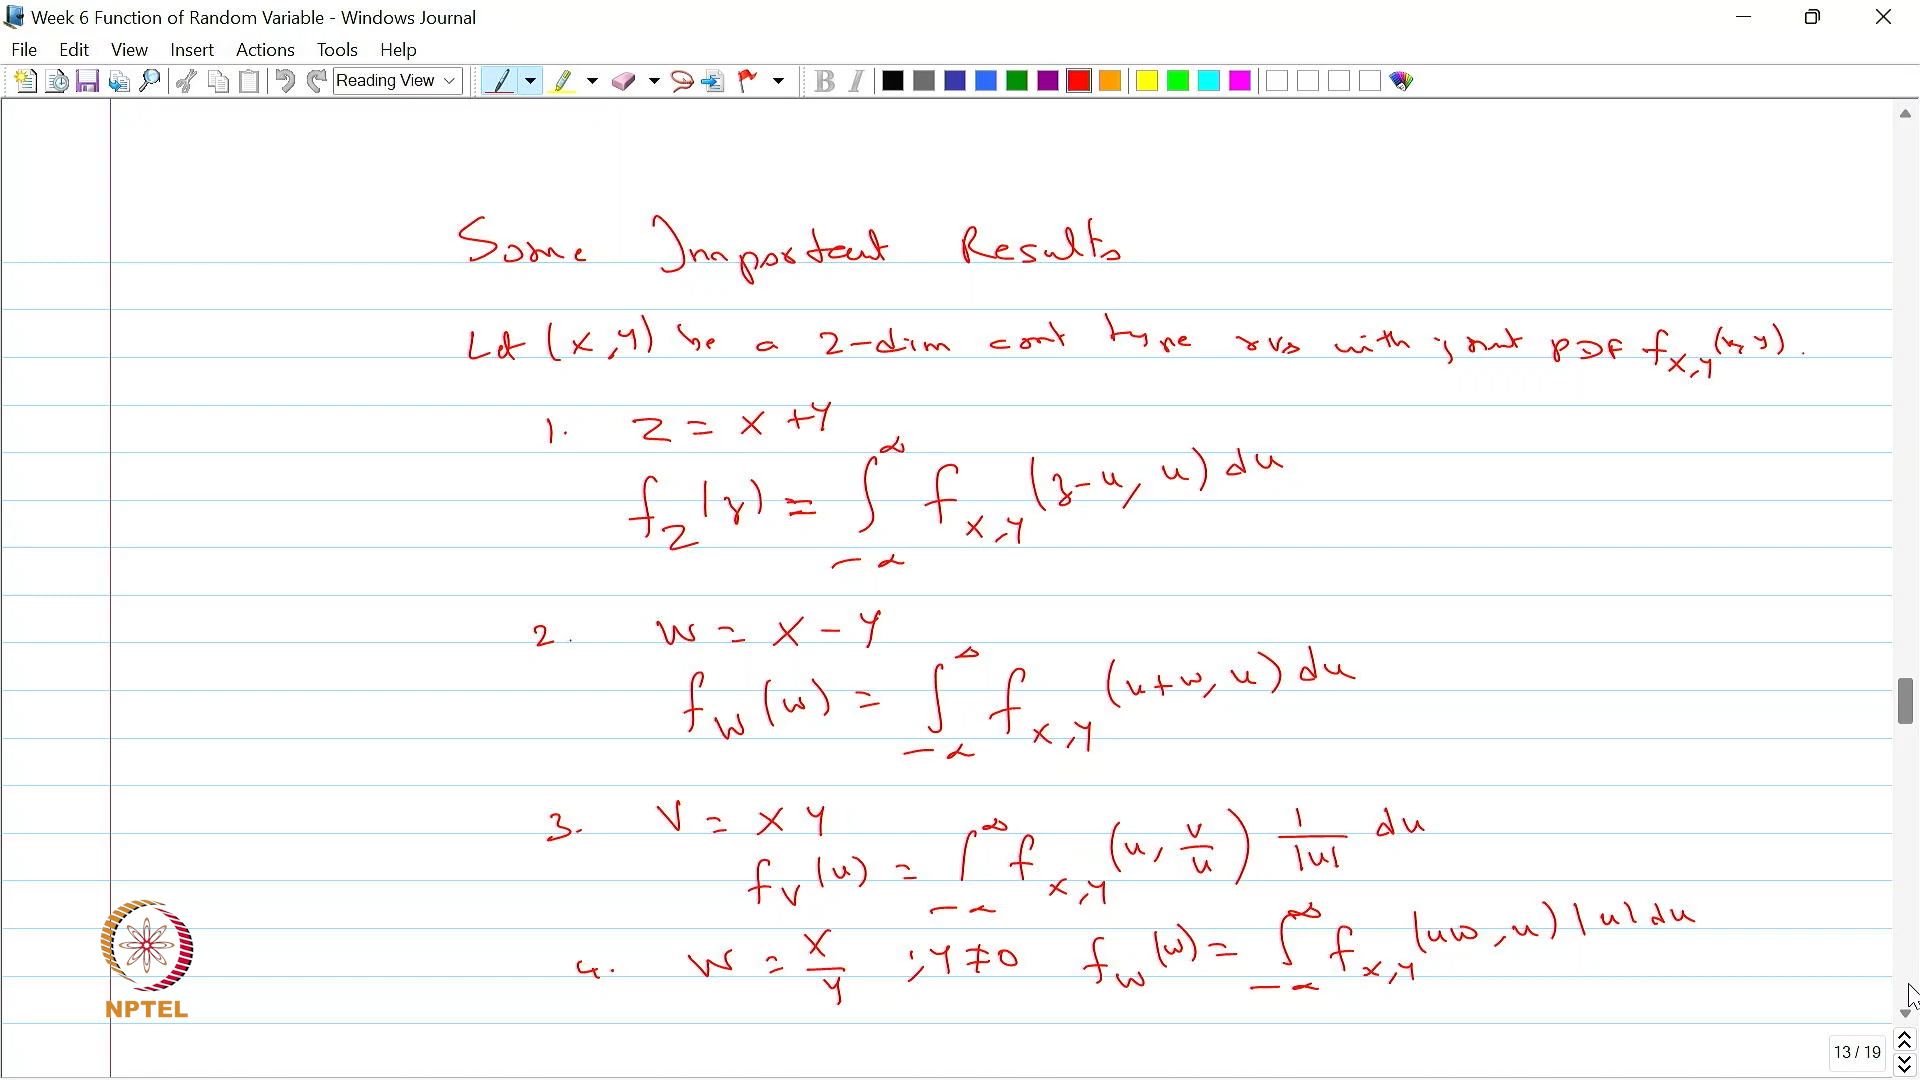 Week 6 Function of Random Variable - Windows Journal
File Edit View Insert Actions Tools Help
Reading View B I
Some Important Results
Let (X,Y) be a 2-dim cont type rvs with joint PDF f_{X,Y}(x,y).
1. Z = X + Y
f_Z(z) = ∫_{-∞}^{∞} f_{X,Y}(z-u, u) du
2. W = X - Y
f_W(w) = ∫_{-∞}^{∞} f_{X,Y}(u+w, u) du
3. V = X Y
f_V(u) = ∫_{-∞}^{∞} f_{X,Y}(u, v/u) 1/|u| du
4. W = X/Y ; Y ≠ 0 f_W(w) = ∫_{-∞}^{∞} f_{X,Y}(uw, u) |u| du
NPTEL
13 / 19